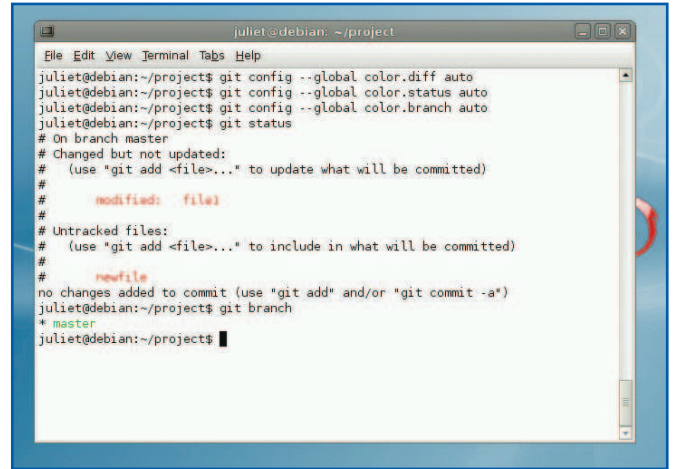 juliet@debian: ~/project
File Edit View Terminal Tabs Help
juliet@debian:~/project$ git config --global color.diff auto
juliet@debian:~/project$ git config --global color.status auto
juliet@debian:~/project$ git config --global color.branch auto
juliet@debian:~/project$ git status
# On branch master
# Changed but not updated:
#   (use "git add <file>..." to update what will be committed)
#
#       modified:   file1
#
# Untracked files:
#   (use "git add <file>..." to include in what will be committed)
#
#       newfile
no changes added to commit (use "git add" and/or "git commit -a")
juliet@debian:~/project$ git branch
* master
juliet@debian:~/project$